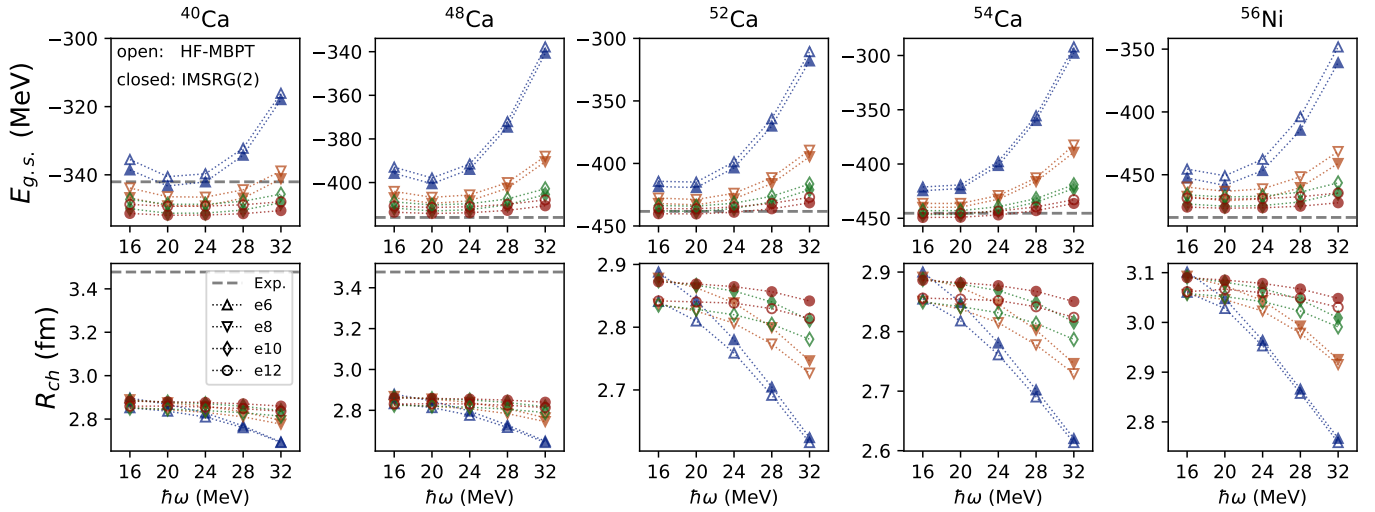 ⁴⁰Ca
⁴⁸Ca
⁵²Ca
⁵⁴Ca
⁵⁶Ni
E_{g.s.} (MeV)
−300
−320
−340
open: HF-MBPT
closed: IMSRG(2)
−340
−360
−380
−400
−300
−350
−400
−450
−300
−350
−400
−450
−350
−400
−450
16 20 24 28 32
16 20 24 28 32
16 20 24 28 32
16 20 24 28 32
16 20 24 28 32
R_{ch} (fm)
3.4
3.2
3.0
2.8
Exp.
e6
e8
e10
e12
3.4
3.2
3.0
2.8
2.9
2.8
2.7
2.9
2.8
2.7
2.6
3.1
3.0
2.9
2.8
16 20 24 28 32
16 20 24 28 32
16 20 24 28 32
16 20 24 28 32
16 20 24 28 32
ℏω (MeV)
ℏω (MeV)
ℏω (MeV)
ℏω (MeV)
ℏω (MeV)